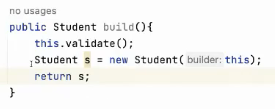 no usages
public Student build(){
this.validate();
Student s = new Student( builder: this);
return s;
}